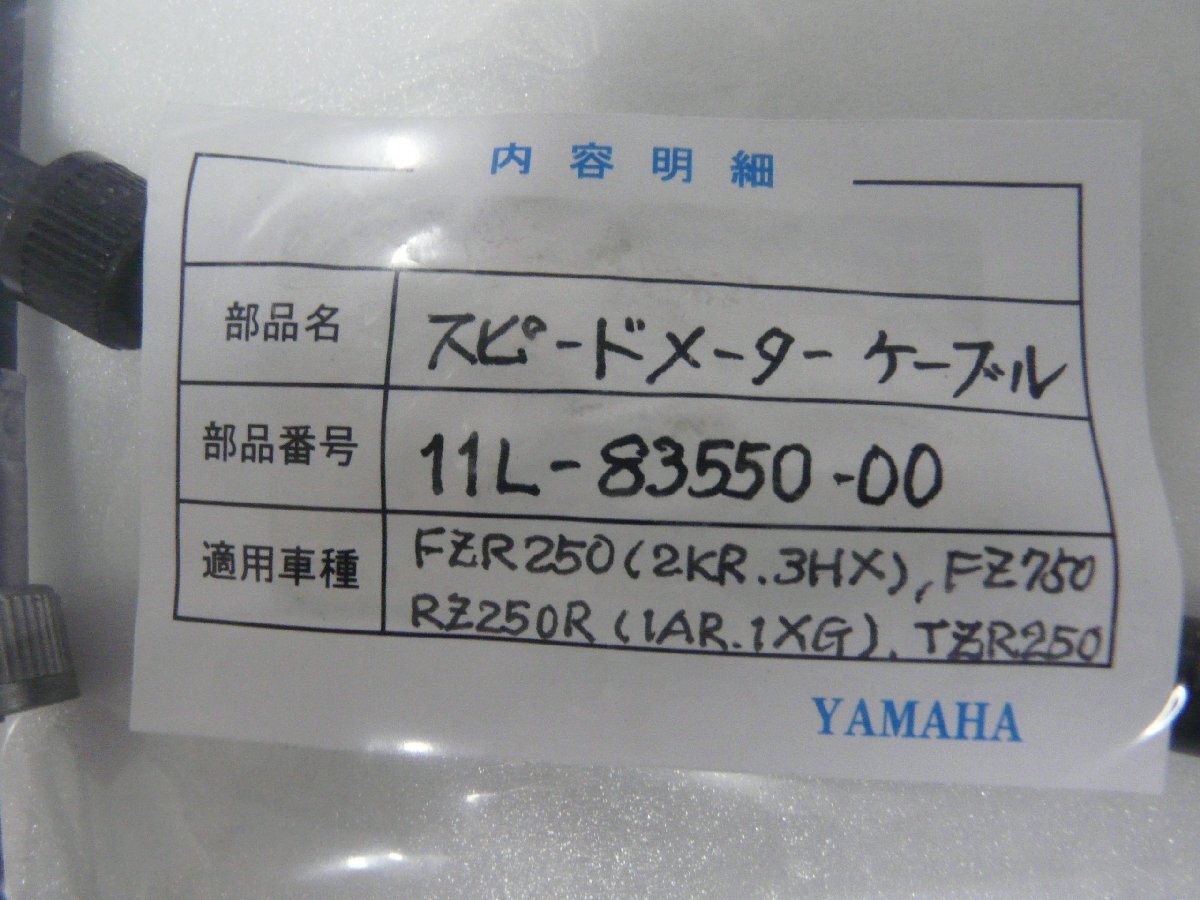 内容明細
部品名 スピードメーター ケーブル
部品番号 11L-83550-00
適用車種 FZR250(2KR.3HX), FZ750
RZ250R(1AR.1XG). TZR250
YAMAHA